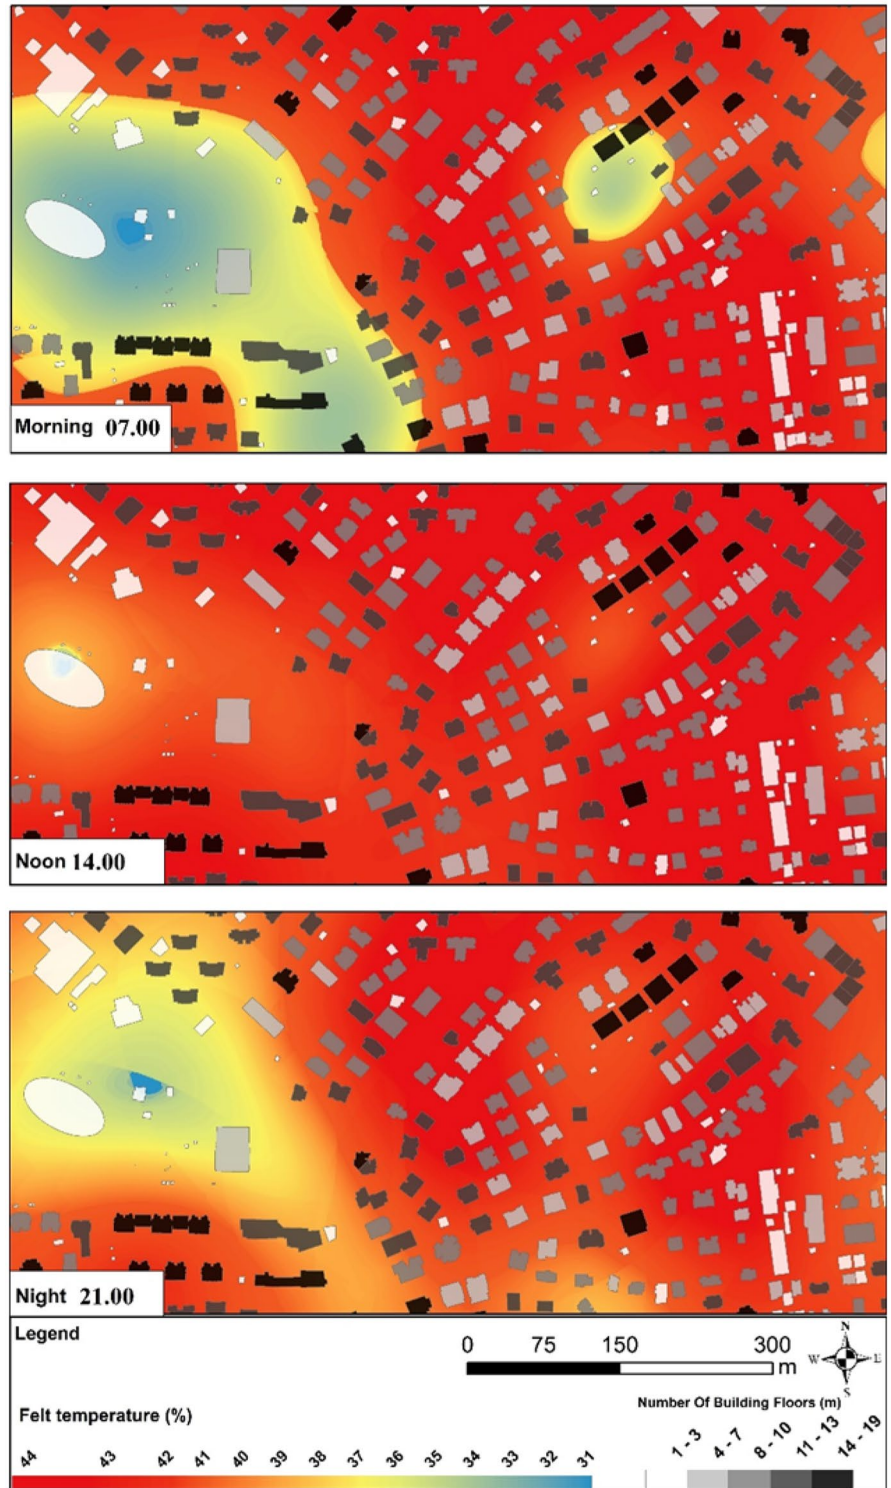 Morning 07.00
Noon 14.00
Night 21.00
Legend
0 75 150 300
m
N
W E
S
Number Of Building Floors (m)
Felt temperature (%)
1 - 3 4 - 7 8 - 10 11 - 13 14 - 19
44 43 42 41 40 39 38 37 36 35 34 33 32 31